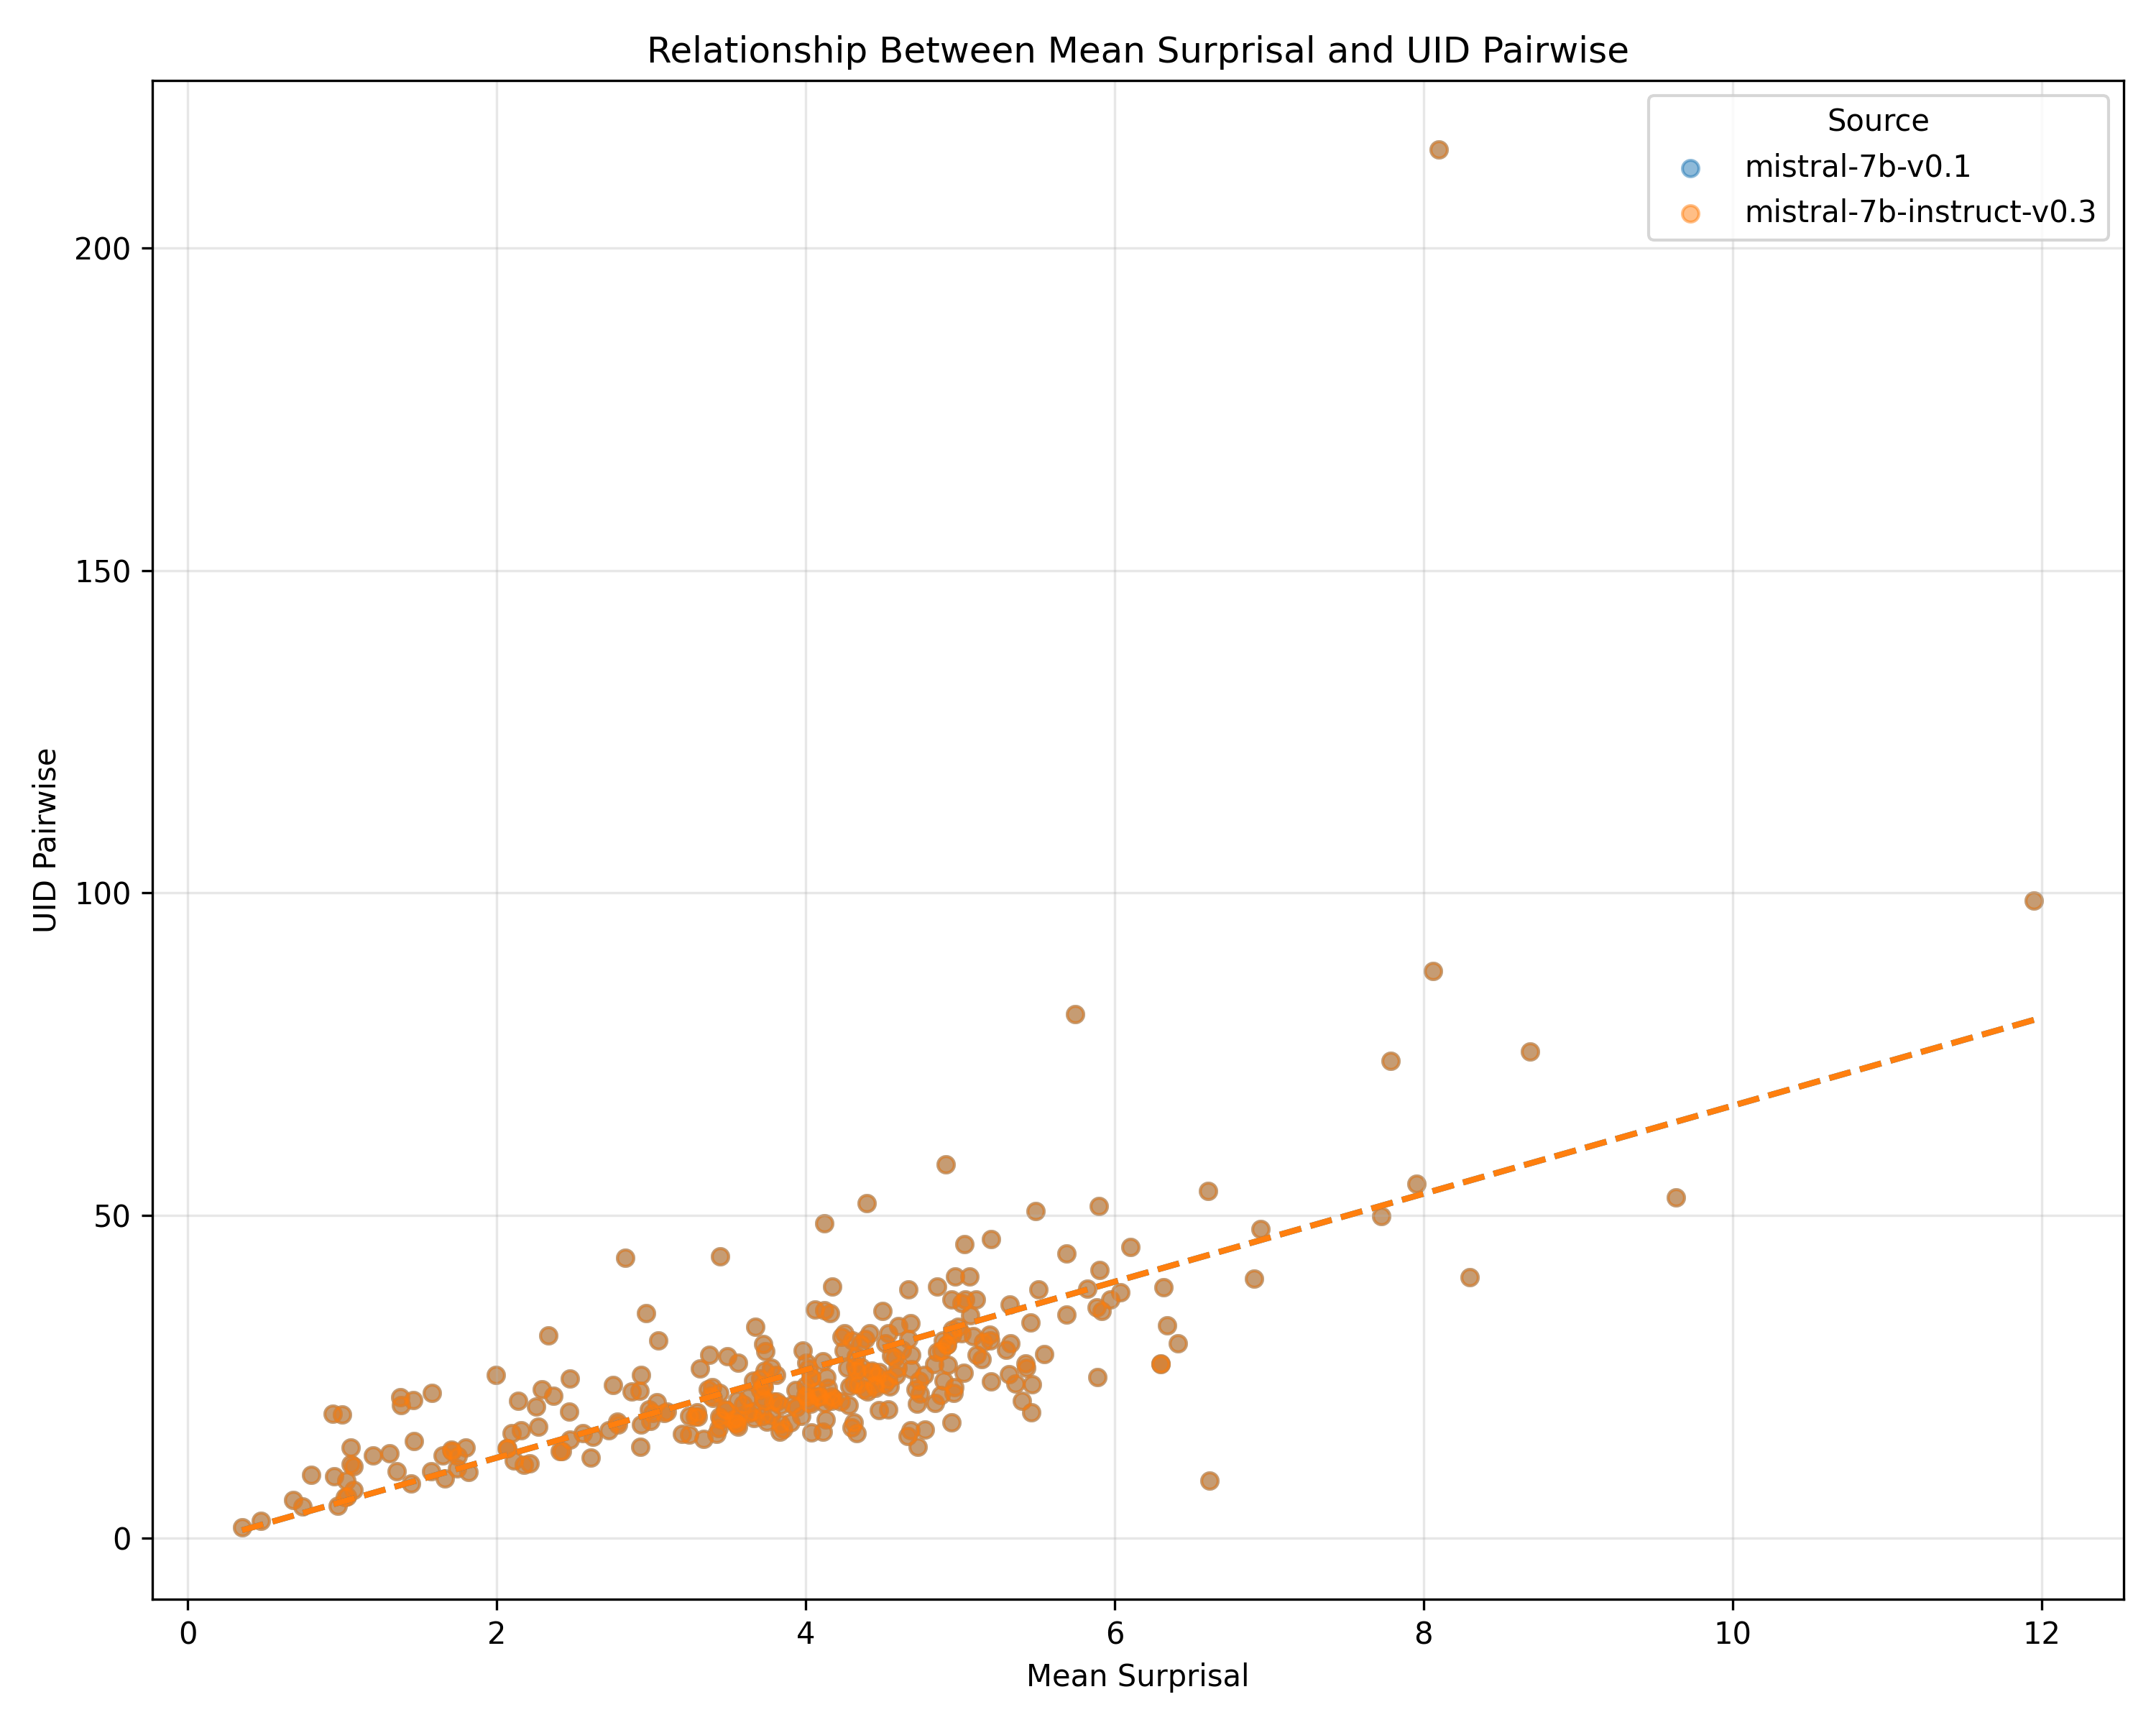 Relationship Between Mean Surprisal and UID Pairwise
Source
mistral-7b-v0.1
mistral-7b-instruct-v0.3
200
150
100
50
0
UID Pairwise
0 2 4 6 8 10 12
Mean Surprisal